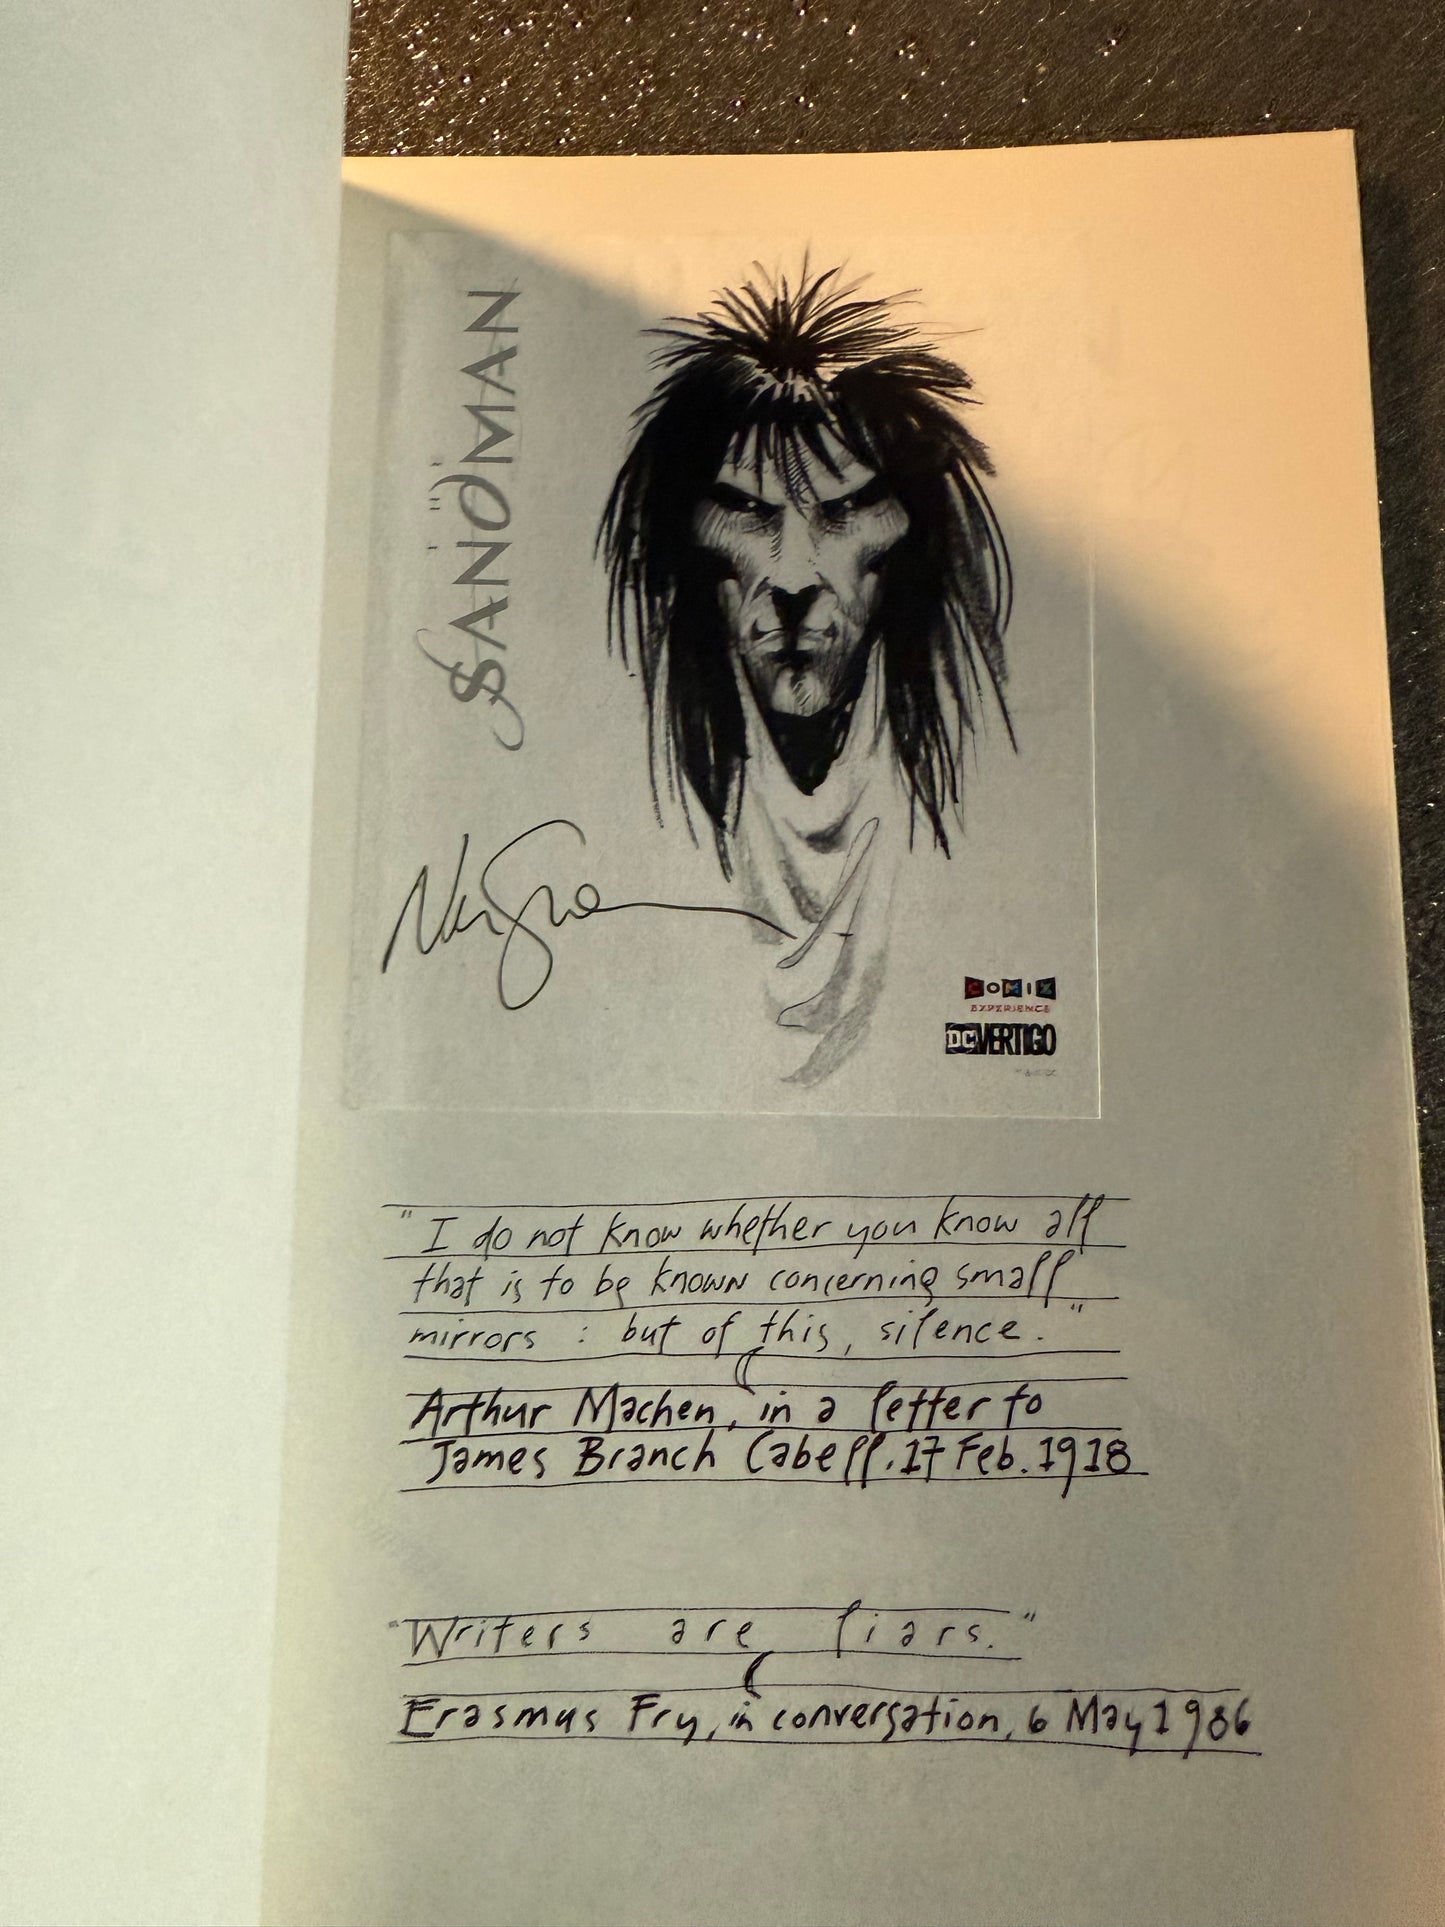 SANDMAN
Neil Gaiman
COMIX
EXPERIENCE
DC VERTIGO
"I do not know whether you know all
that is to be known concerning small
mirrors : but of this, silence."
Arthur Machen, in a letter to
James Branch Cabell. 17 Feb. 1918
"Writers are liars."
Erasmus Fry, in conversation, 6 May 1986